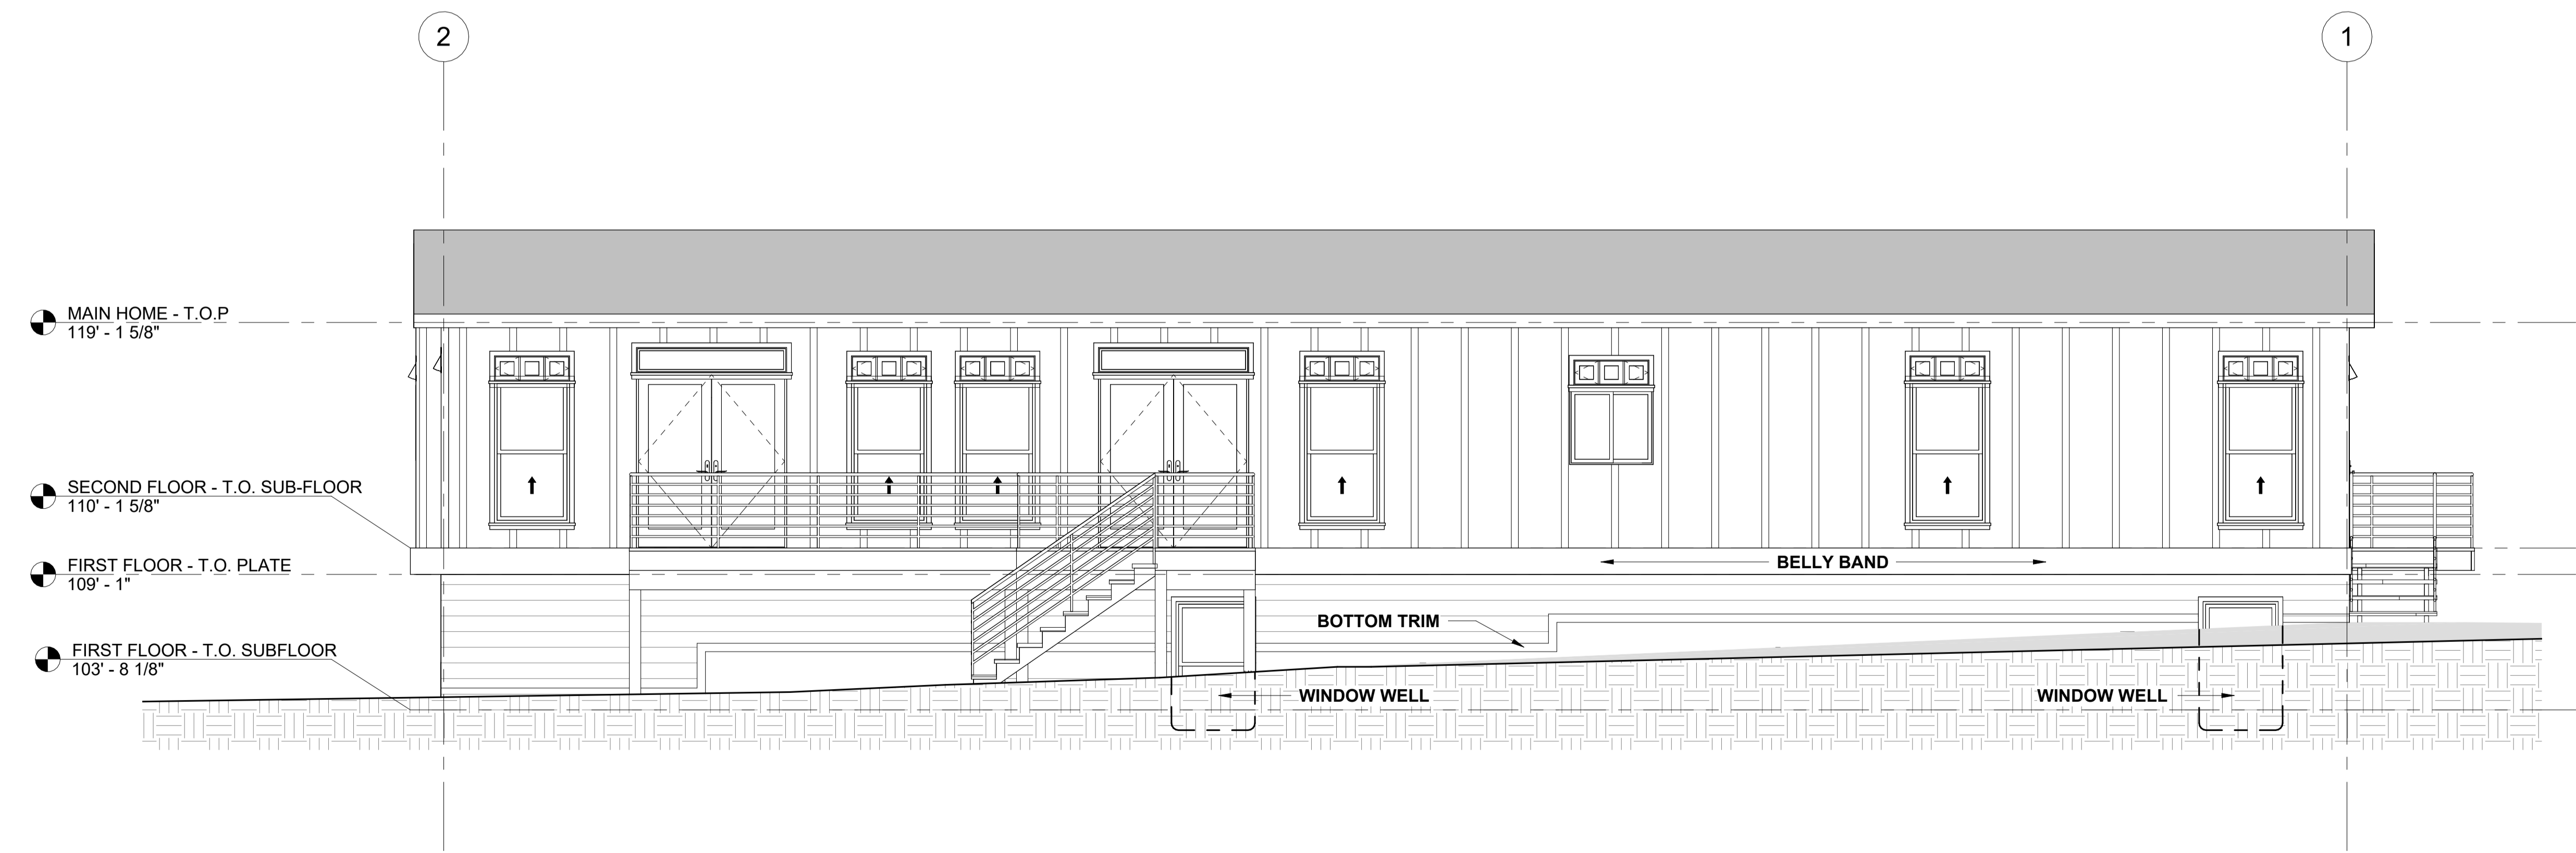 2
1
MAIN HOME - T.O.P
119' - 1 5/8"
SECOND FLOOR - T.O. SUB-FLOOR
110' - 1 5/8"
FIRST FLOOR - T.O. PLATE
109' - 1"
BELLY BAND
BOTTOM TRIM
FIRST FLOOR - T.O. SUBFLOOR
103' - 8 1/8"
WINDOW WELL
WINDOW WELL